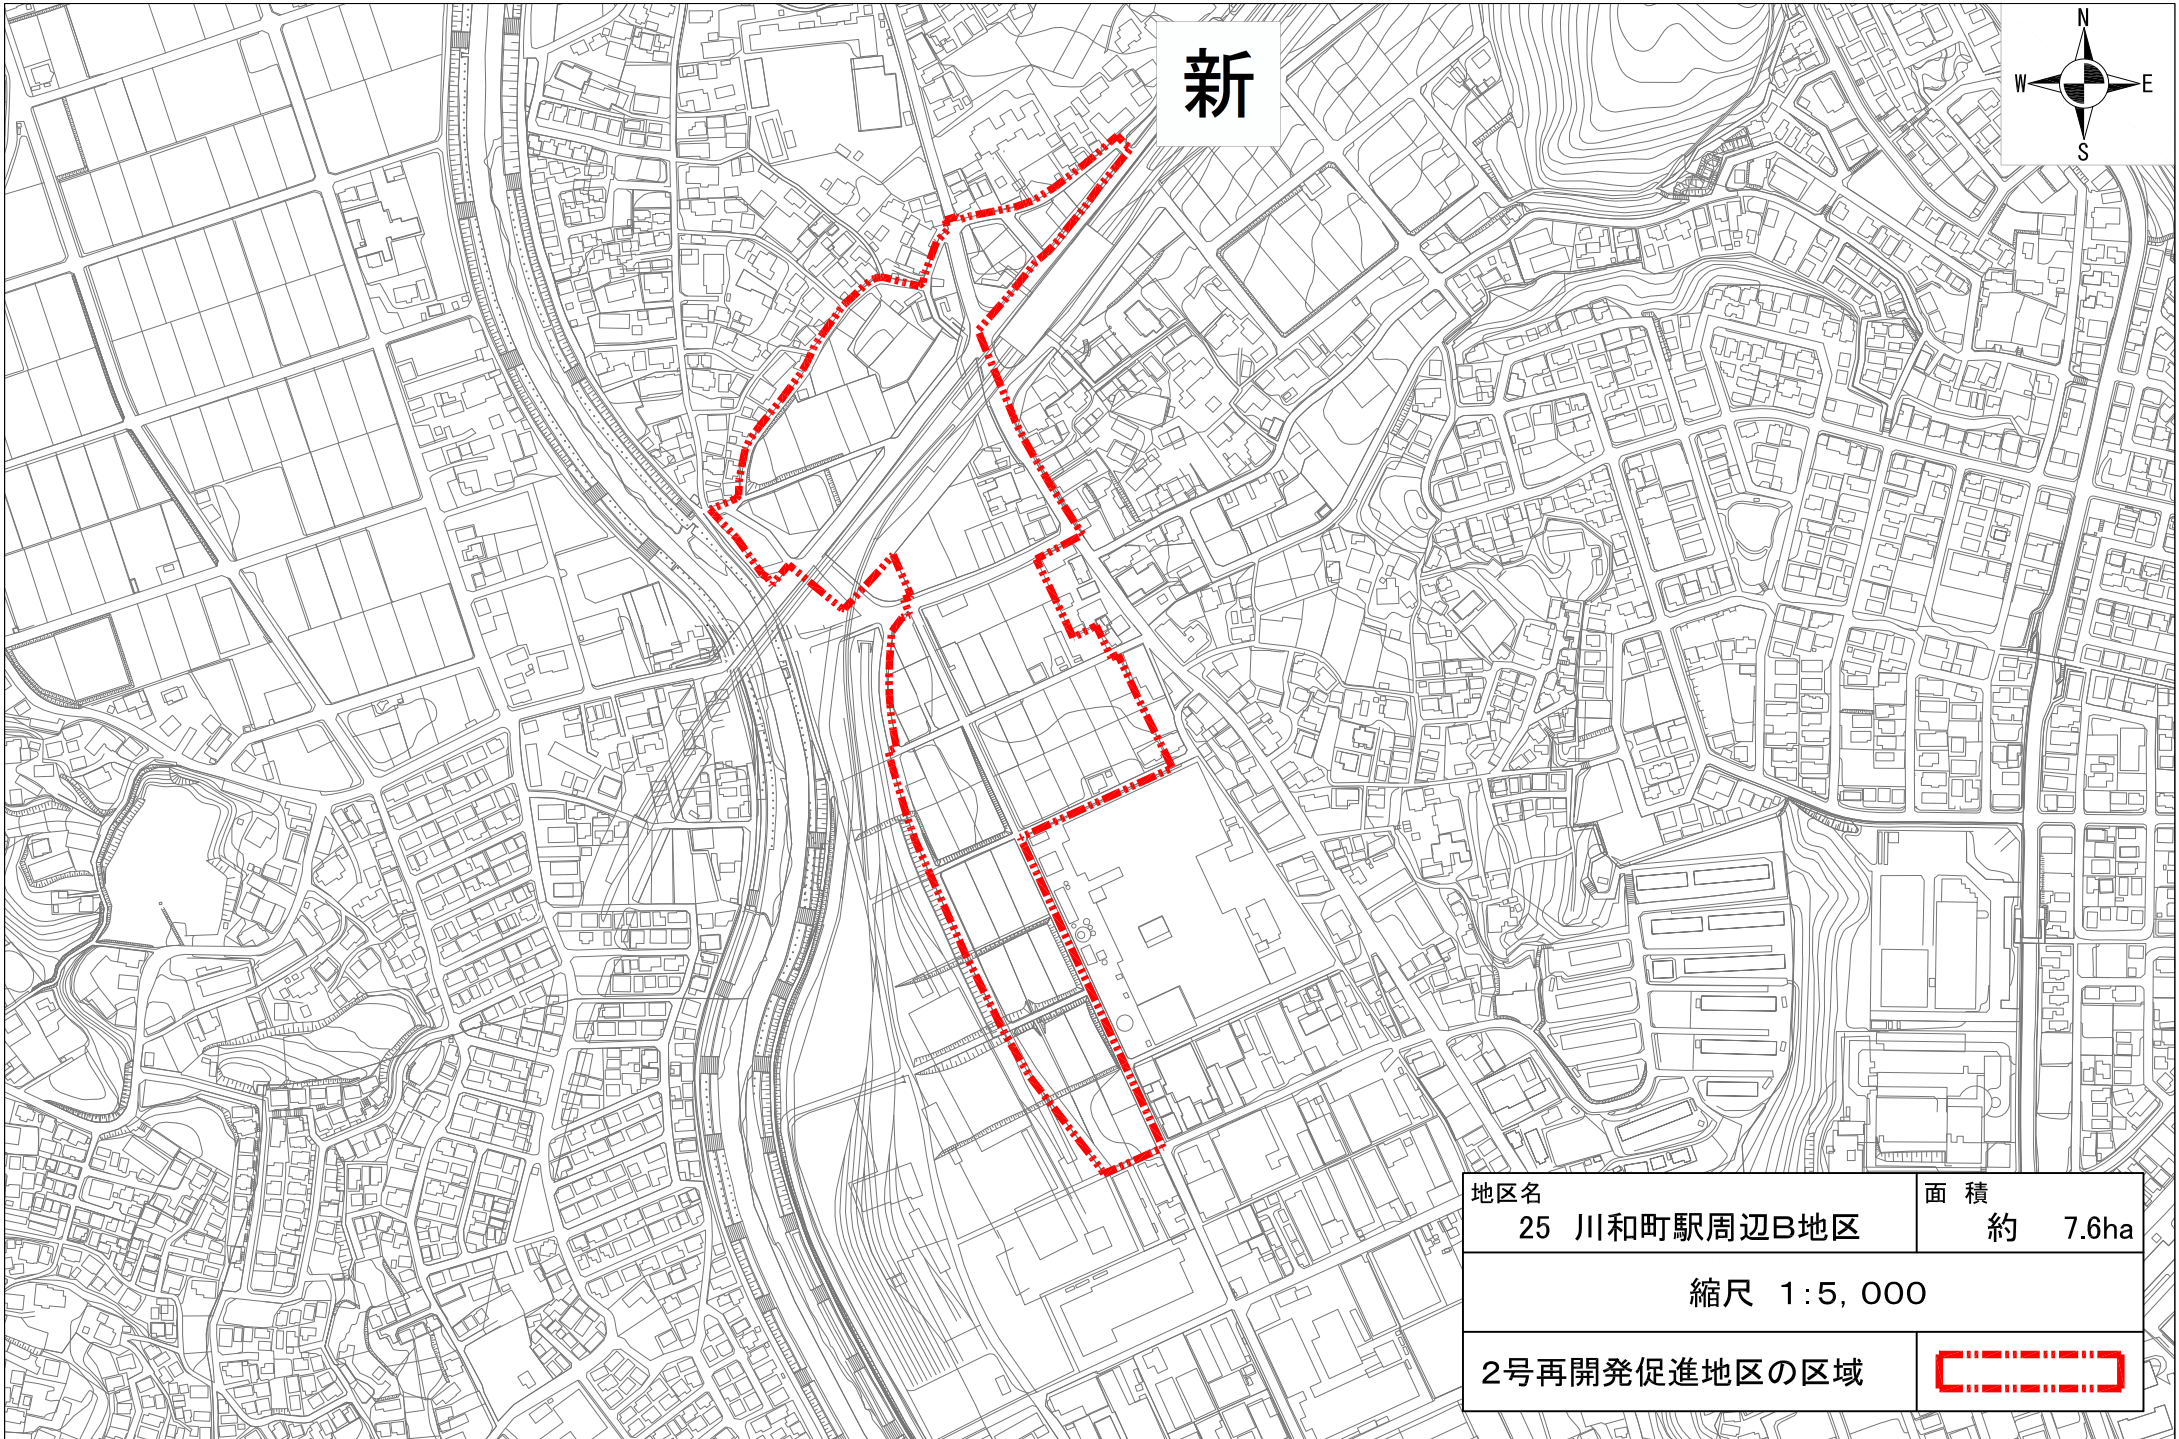 新
N
W E
S
地区名
25 川和町駅周辺B地区
面 積
約 7.6ha
縮尺 1:5,000
2号再開発促進地区の区域